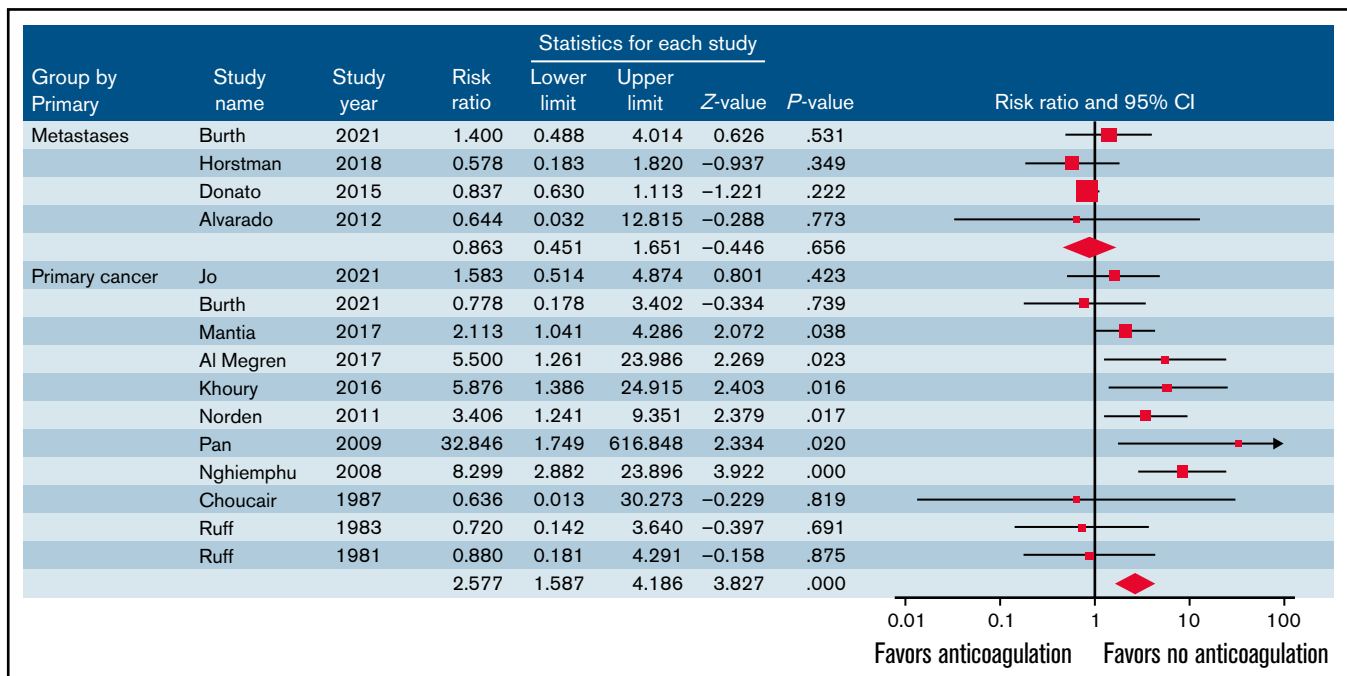 Statistics for each study
Group by Primary Study name Study year Risk ratio Lower limit Upper limit Z-value P-value Risk ratio and 95% CI
Metastases Burth 2021 1.400 0.488 4.014 0.626 .531
Horstman 2018 0.578 0.183 1.820 −0.937 .349
Donato 2015 0.837 0.630 1.113 −1.221 .222
Alvarado 2012 0.644 0.032 12.815 −0.288 .773
0.863 0.451 1.651 −0.446 .656
Primary cancer Jo 2021 1.583 0.514 4.874 0.801 .423
Burth 2021 0.778 0.178 3.402 −0.334 .739
Mantia 2017 2.113 1.041 4.286 2.072 .038
Al Megren 2017 5.500 1.261 23.986 2.269 .023
Khoury 2016 5.876 1.386 24.915 2.403 .016
Norden 2011 3.406 1.241 9.351 2.379 .017
Pan 2009 32.846 1.749 616.848 2.334 .020
Nghiemphu 2008 8.299 2.882 23.896 3.922 .000
Choucair 1987 0.636 0.013 30.273 −0.229 .819
Ruff 1983 0.720 0.142 3.640 −0.397 .691
Ruff 1981 0.880 0.181 4.291 −0.158 .875
2.577 1.587 4.186 3.827 .000
0.01 0.1 1 10 100
Favors anticoagulation Favors no anticoagulation